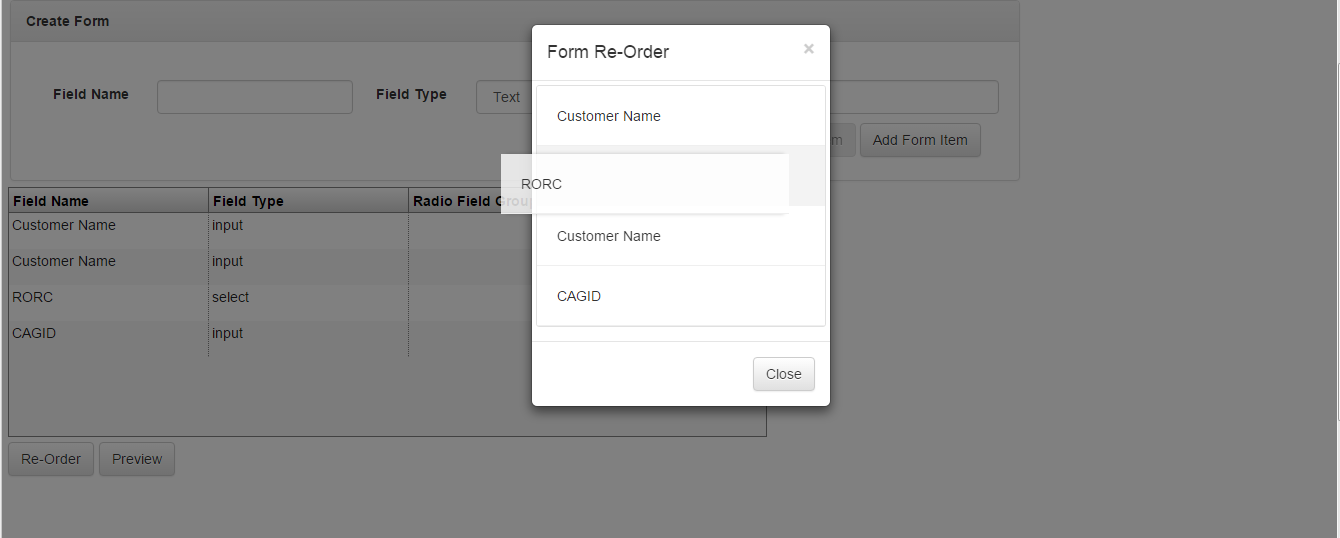 Create Form
Form Re-Order ×
Field Name Field Type Text
Customer Name
m Add Form Item
RORC
Field Name Field Type Radio Field Grou
Customer Name input
Customer Name
Customer Name input
RORC select
CAGID
CAGID input
Close
Re-Order Preview